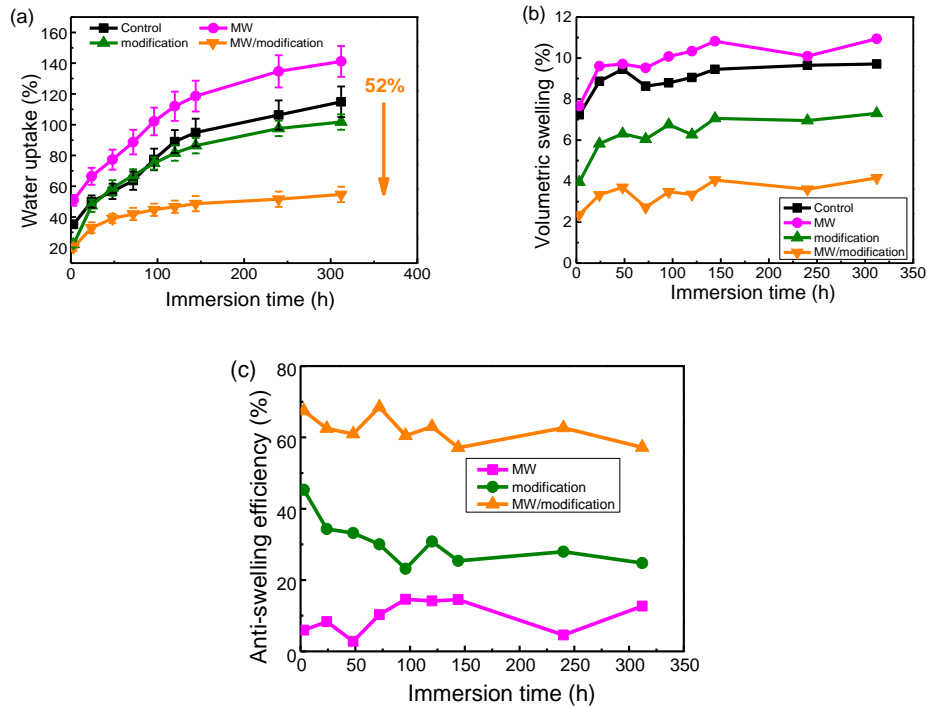 (a)
Control
MW
modification
MW/modification
52%
160
140
120
100
80
60
40
20
0
100
200
300
400
Water uptake (%)
Immersion time (h)
(b)
12
10
8
6
4
2
0
0
50
100
150
200
250
300
350
Volumetric swelling (%)
Control
MW
modification
MW/modification
Immersion time (h)
(c)
80
60
40
20
0
0
50
100
150
200
250
300
350
Anti-swelling efficiency (%)
MW
modification
MW/modification
Immersion time (h)